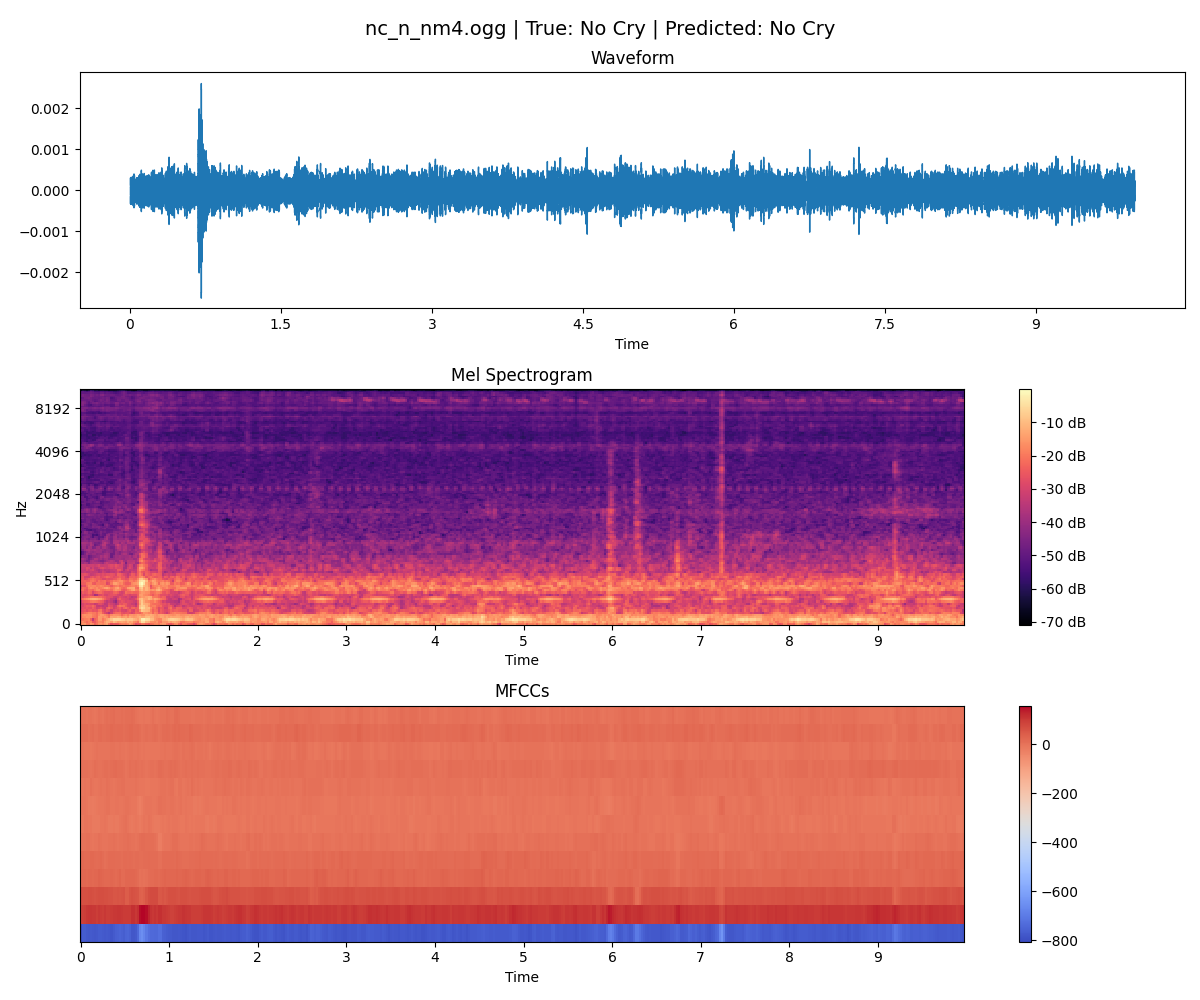 nc_n_nm4.ogg | True: No Cry | Predicted: No Cry
Waveform
0.002
0.001
0.000
−0.001
−0.002
0 1.5 3 4.5 6 7.5 9
Time
Mel Spectrogram
Hz
8192
4096
2048
1024
512
0
0 1 2 3 4 5 6 7 8 9
Time
-10 dB
-20 dB
-30 dB
-40 dB
-50 dB
-60 dB
-70 dB
MFCCs
0 1 2 3 4 5 6 7 8 9
Time
0
−200
−400
−600
−800